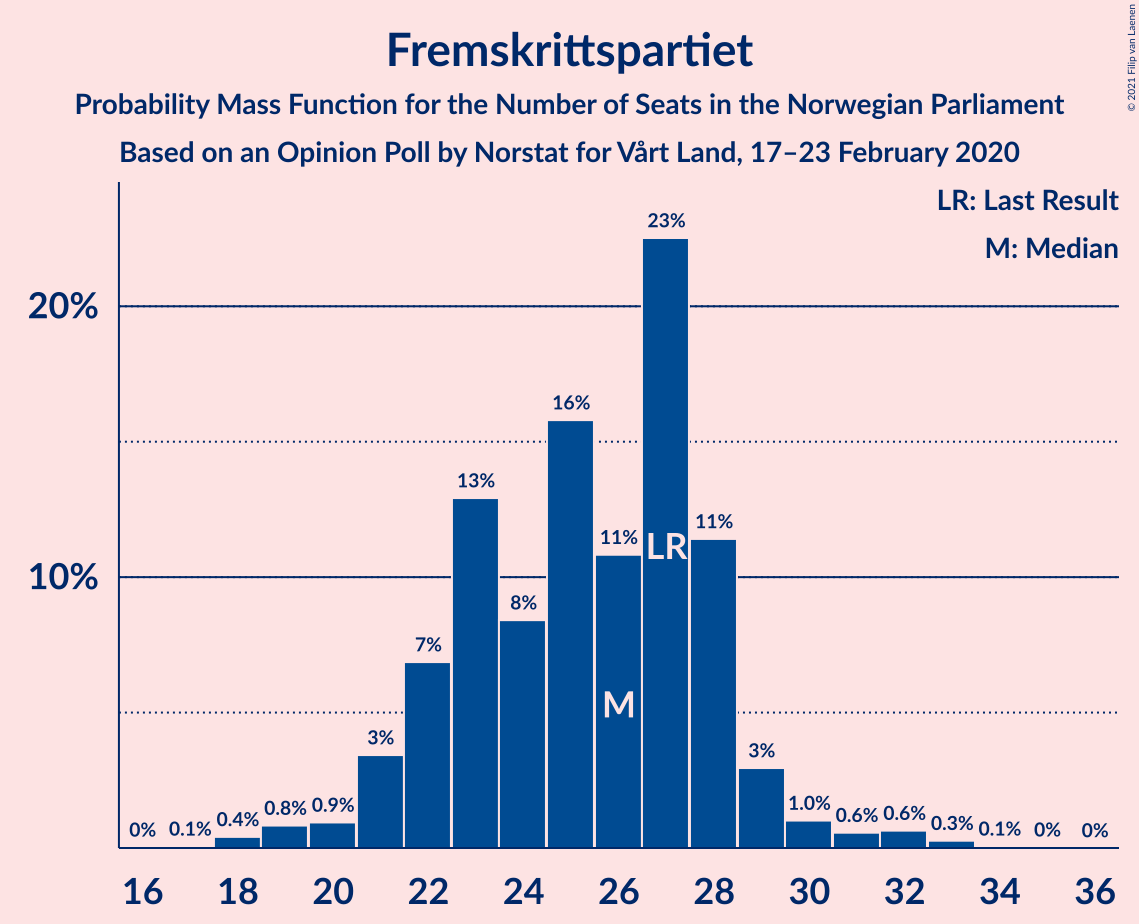 Fremskrittspartiet
Probability Mass Function for the Number of Seats in the Norwegian Parliament
Based on an Opinion Poll by Norstat for Vårt Land, 17–23 February 2020
© 2021 Filip van Laenen
LR: Last Result
M: Median
20%
10%
0% 0.1% 0.4% 0.8% 0.9% 3% 7% 13% 8% 16% 11% 23% 11% 3% 1.0% 0.6% 0.6% 0.3% 0.1% 0% 0%
LR
M
16 18 20 22 24 26 28 30 32 34 36